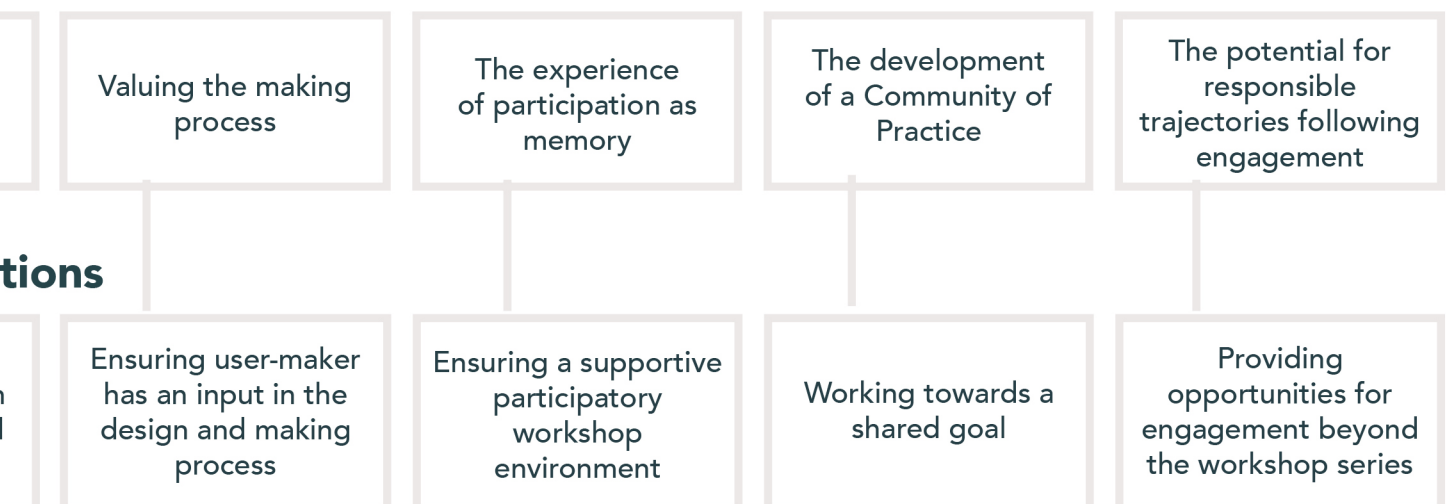 Valuing the making
process
The experience
of participation as
memory
The development
of a Community of
Practice
The potential for
responsible
trajectories following
engagement
tions
Ensuring user-maker
has an input in the
design and making
process
Ensuring a supportive
participatory
workshop
environment
Working towards a
shared goal
Providing
opportunities for
engagement beyond
the workshop series